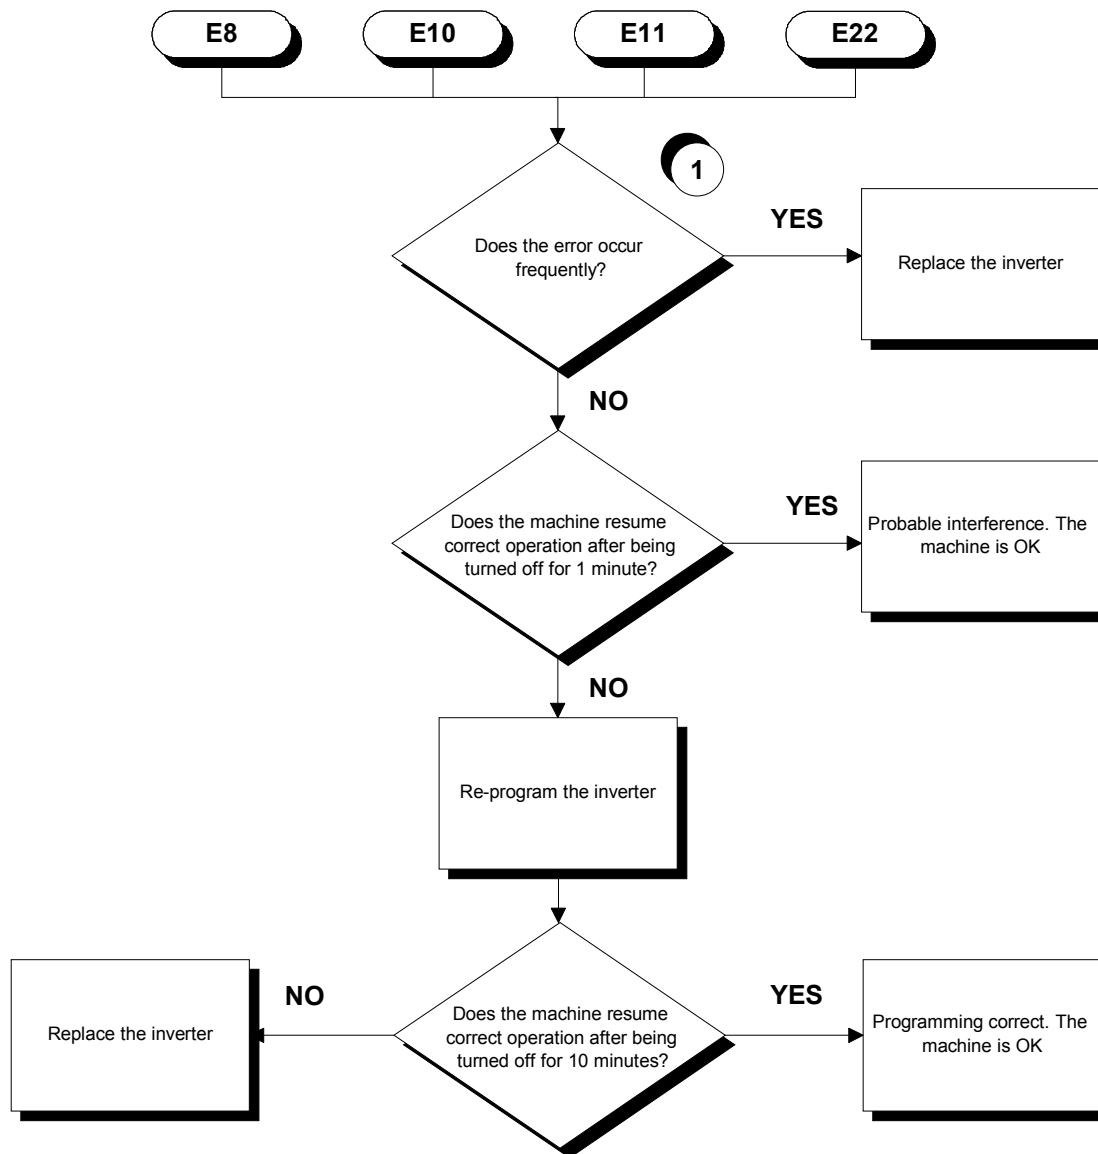 E8
E10
E11
E22
1
Does the error occur
frequently?
YES
Replace the inverter
NO
Does the machine resume
correct operation after being
turned off for 1 minute?
YES
Probable interference. The
machine is OK
NO
Re-program the inverter
Does the machine resume
correct operation after being
turned off for 10 minutes?
NO
Replace the inverter
YES
Programming correct. The
machine is OK